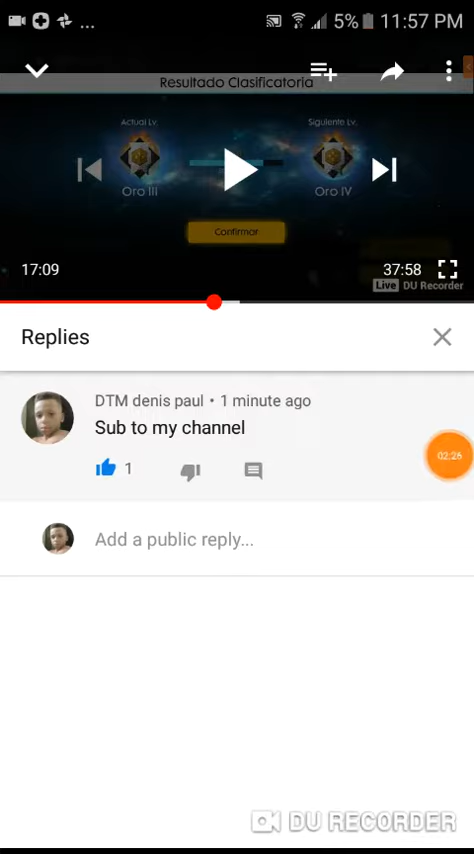 ... 5% 11:57 PM
Resultado Clasificatoria
Actual Lv. Siguiente Lv.
Oro III Oro IV
Confirmar
17:09 37:58
Live DU Recorder
Replies
DTM denis paul • 1 minute ago
Sub to my channel
1
02:26
Add a public reply...
DU RECORDER